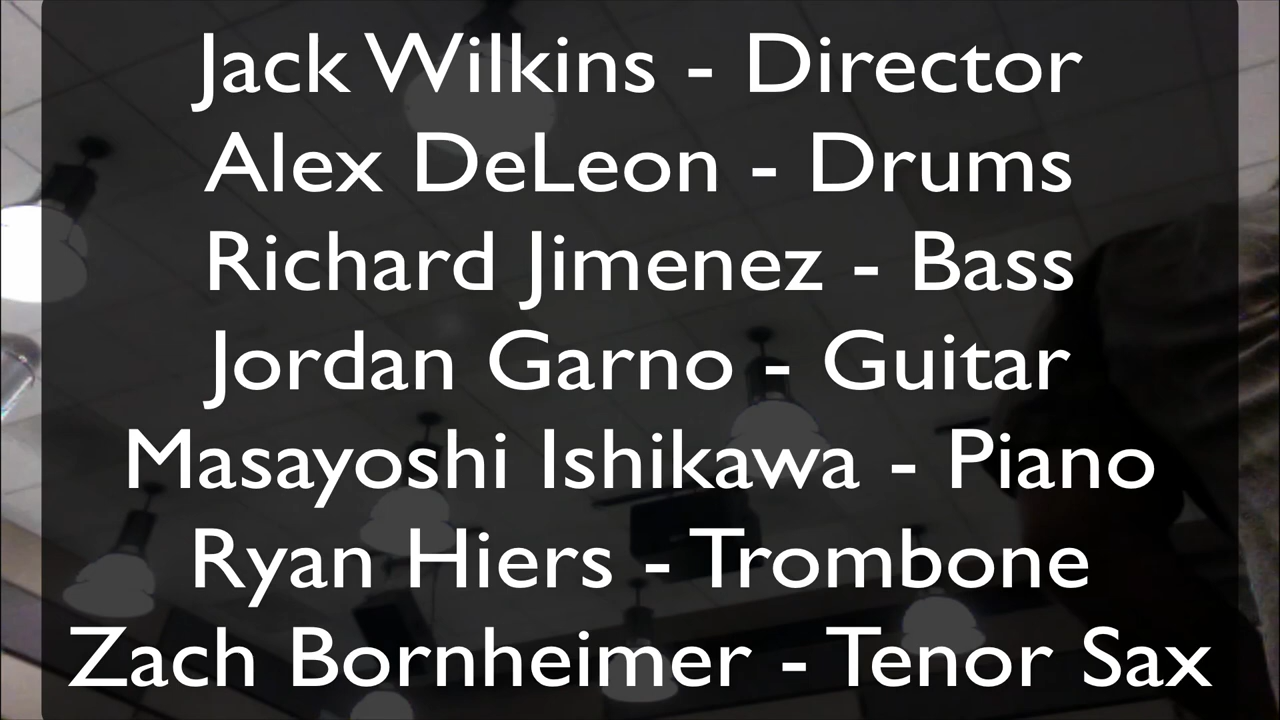 Jack Wilkins - Director
Alex DeLeon - Drums
Richard Jimenez - Bass
Jordan Garno - Guitar
Masayoshi Ishikawa - Piano
Ryan Hiers - Trombone
Zach Bornheimer - Tenor Sax